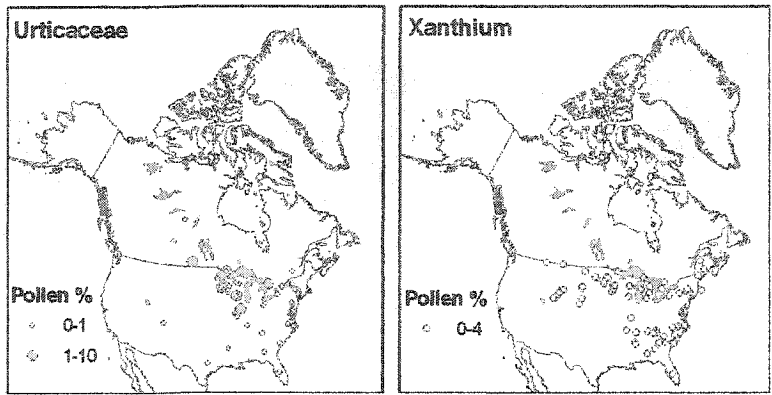 Urticaceae
Pollen %
0-1
1-10
Xanthium
Pollen %
0-4